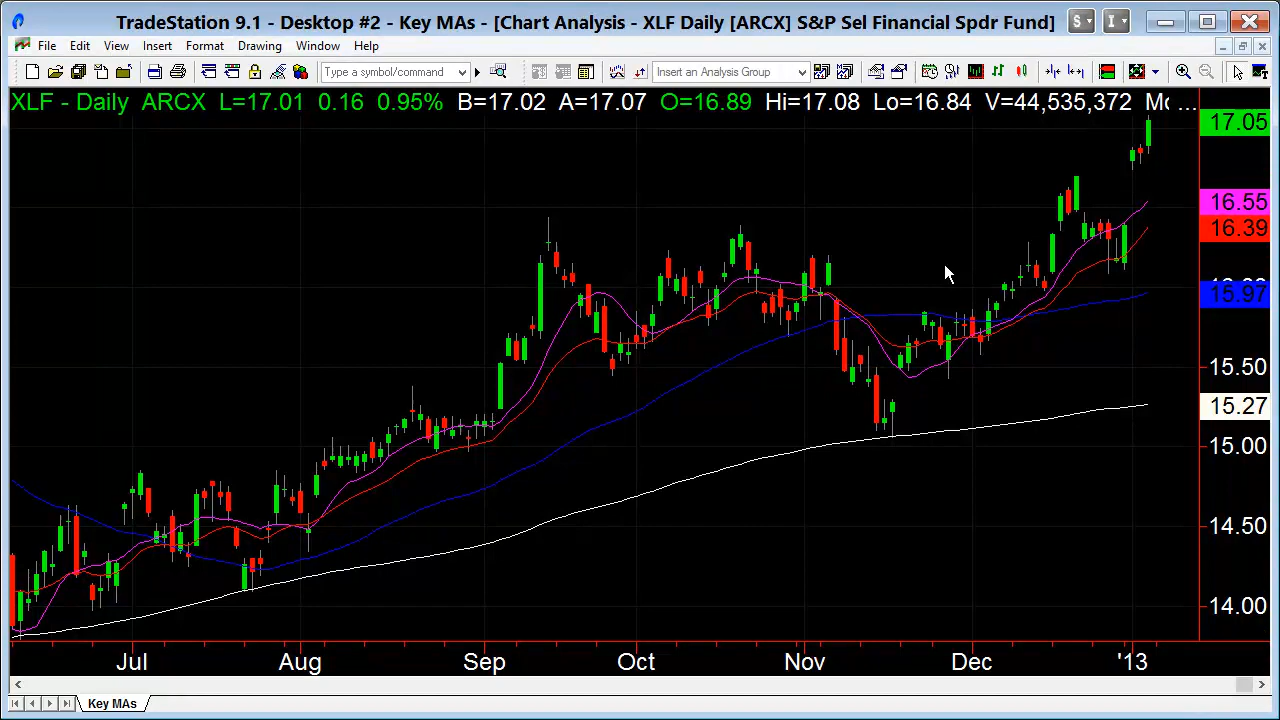 TradeStation 9.1 - Desktop #2 - Key MAs - [Chart Analysis - XLF Daily [ARCX] S&P Sel Financial Spdr Fund]
S I
File Edit View Insert Format Drawing Window Help
Type a symbol/command Insert an Analysis Group
XLF - Daily ARCX L=17.01 0.16 0.95% B=17.02 A=17.07 O=16.89 Hi=17.08 Lo=16.84 V=44,535,372 Mo ...
17.05
16.55
16.39
15.97
15.50
15.27
15.00
14.50
14.00
Jul Aug Sep Oct Nov Dec '13
Key MAs